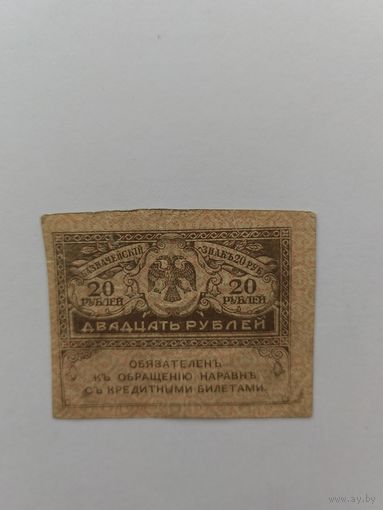 КАЗНАЧЕЙСКІЙ ЗНАКЪ 20 РУБ.
20 РУБЛЕЙ
20 РУБЛЕЙ
ДВАДЦАТЬ РУБЛЕЙ
ОБЯЗАТЕЛЕНЪ
КЪ ОБРАЩЕНІЮ НАРАВНѢ
СЪ КРЕДИТНЫМИ БИЛЕТАМИ.
www.ay.by